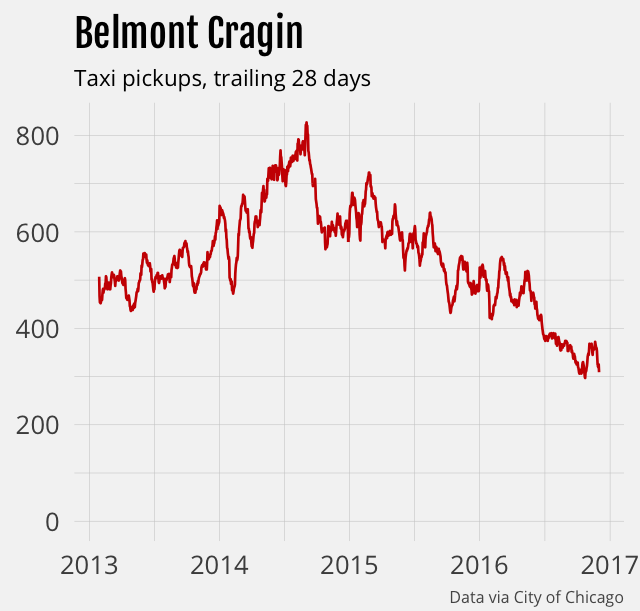 Belmont Cragin
Taxi pickups, trailing 28 days
800
600
400
200
0
2013 2014 2015 2016 2017
Data via City of Chicago